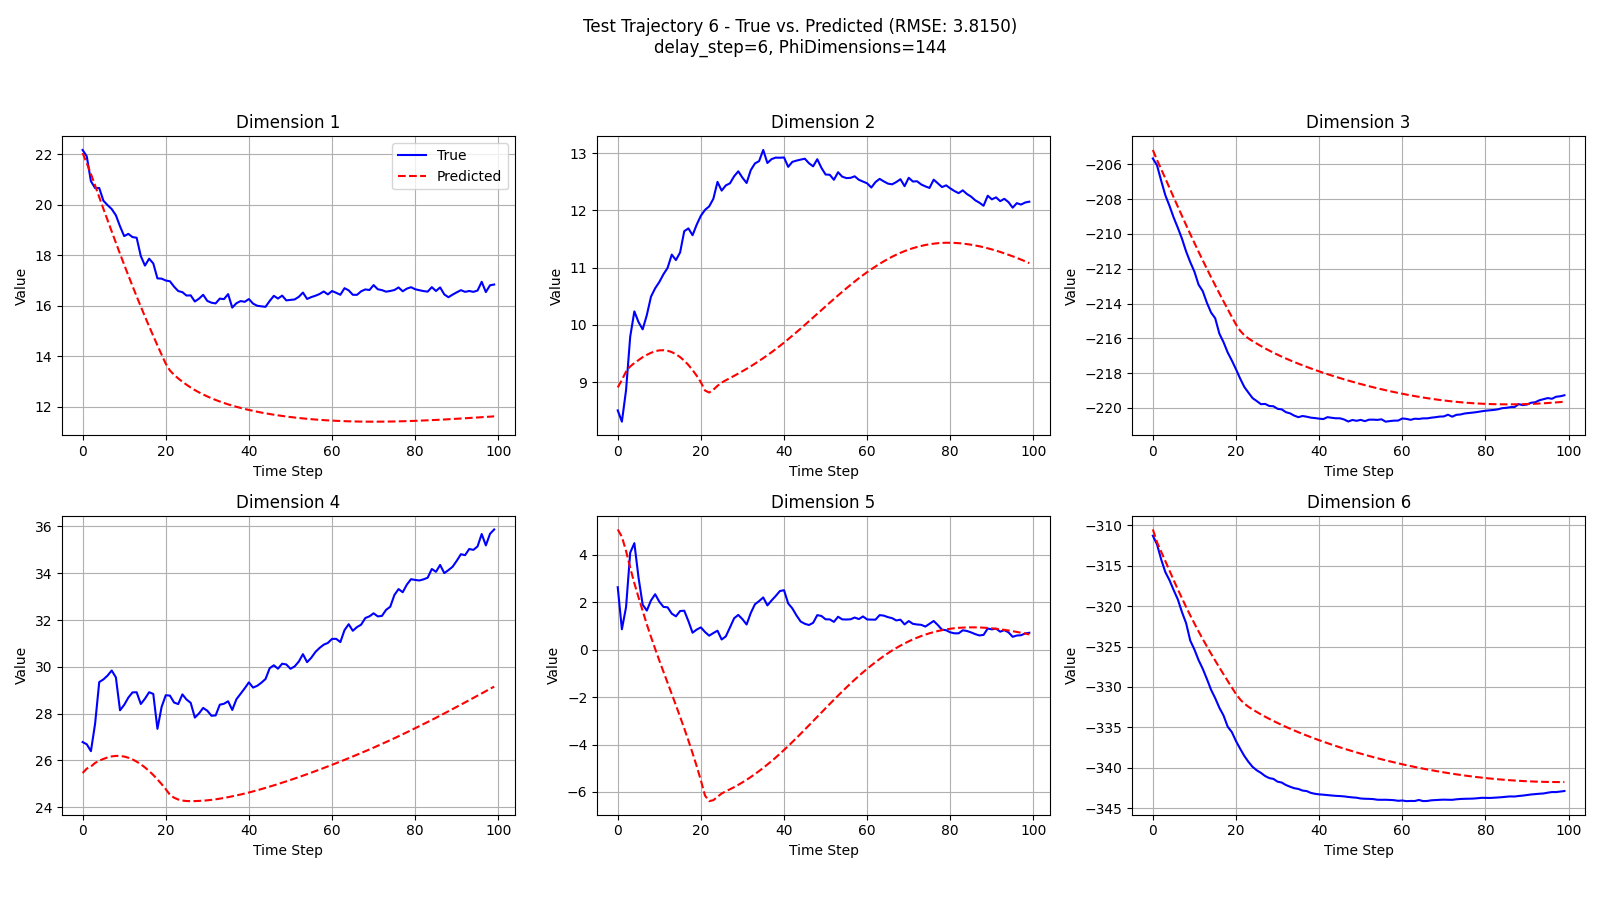 Test Trajectory 6 - True vs. Predicted (RMSE: 3.8150)
delay_step=6, PhiDimensions=144
Dimension 1
Value
22
20
18
16
14
12
0 20 40 60 80 100
Time Step
True
Predicted
Dimension 2
Value
13
12
11
10
9
0 20 40 60 80 100
Time Step
Dimension 3
Value
−206
−208
−210
−212
−214
−216
−218
−220
0 20 40 60 80 100
Time Step
Dimension 4
Value
36
34
32
30
28
26
24
0 20 40 60 80 100
Time Step
Dimension 5
Value
4
2
0
−2
−4
−6
0 20 40 60 80 100
Time Step
Dimension 6
Value
−310
−315
−320
−325
−330
−335
−340
−345
0 20 40 60 80 100
Time Step